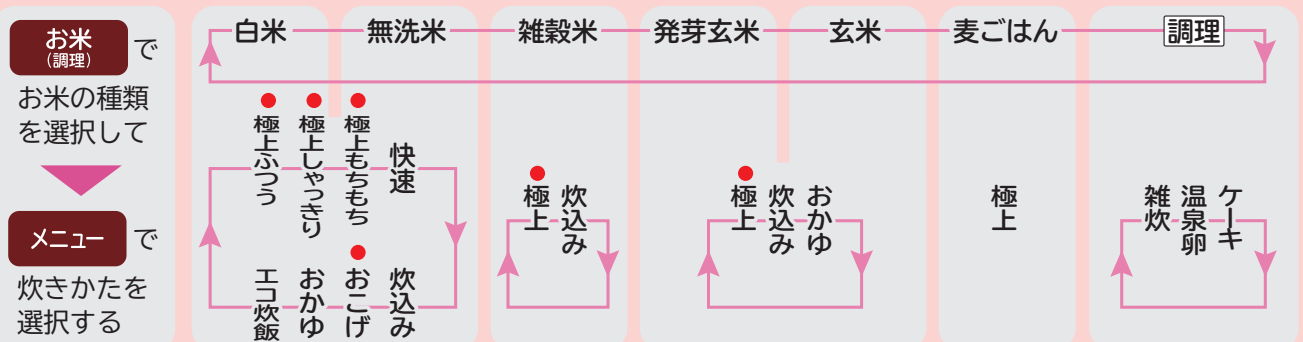 お米
(調理)
で
お米の種類
を選択して
メニュー
で
炊きかたを
選択する
白米
無洗米
雑穀米
発芽玄米
玄米
麦ごはん
調理
極上ふつう
極上しゃっきり
極上もちもち
快速
エコ炊飯
おかゆ
おこげ
炊込み
極上
炊込み
極上
炊込み
おかゆ
極上
雑炊
温泉卵
ケーキ